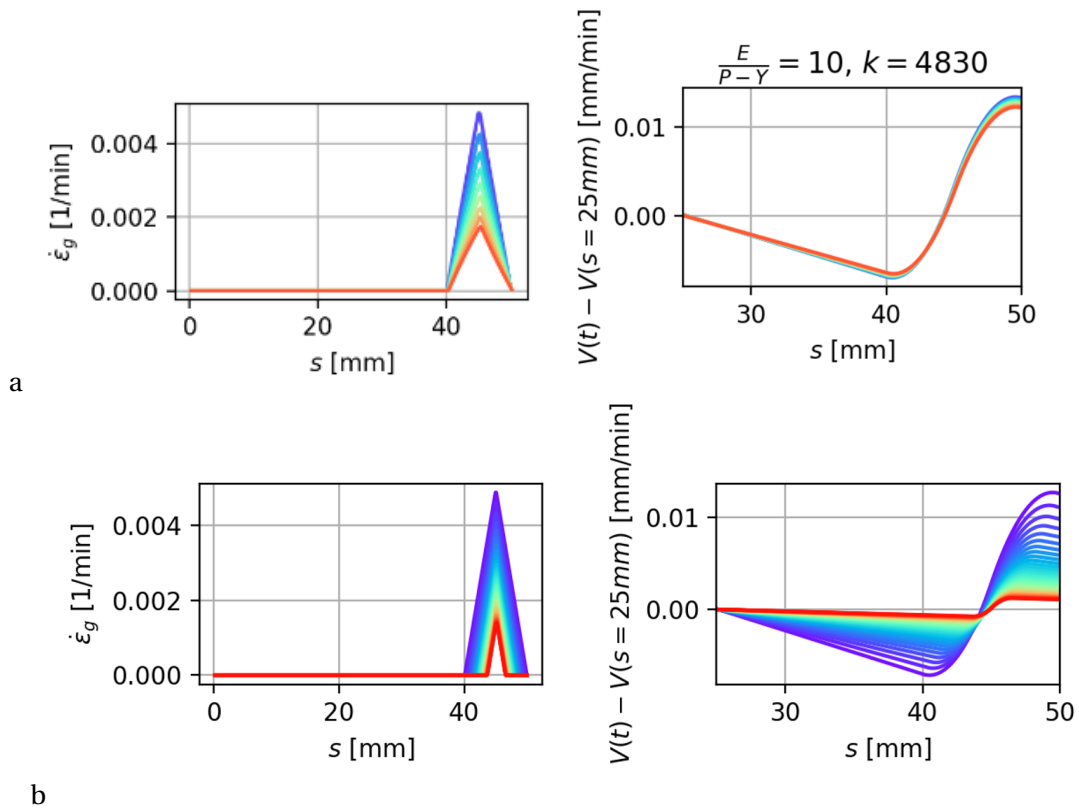 E/(P − Y) = 10, k = 4830
ε̇g [1/min]
0.004
0.002
0.000
0 20 40
s [mm]
V(t) − V(s = 25mm) [mm/min]
0.01
0.00
30 40 50
s [mm]
a
ε̇g [1/min]
0.004
0.002
0.000
0 20 40
s [mm]
V(t) − V(s = 25mm) [mm/min]
0.01
0.00
30 40 50
s [mm]
b